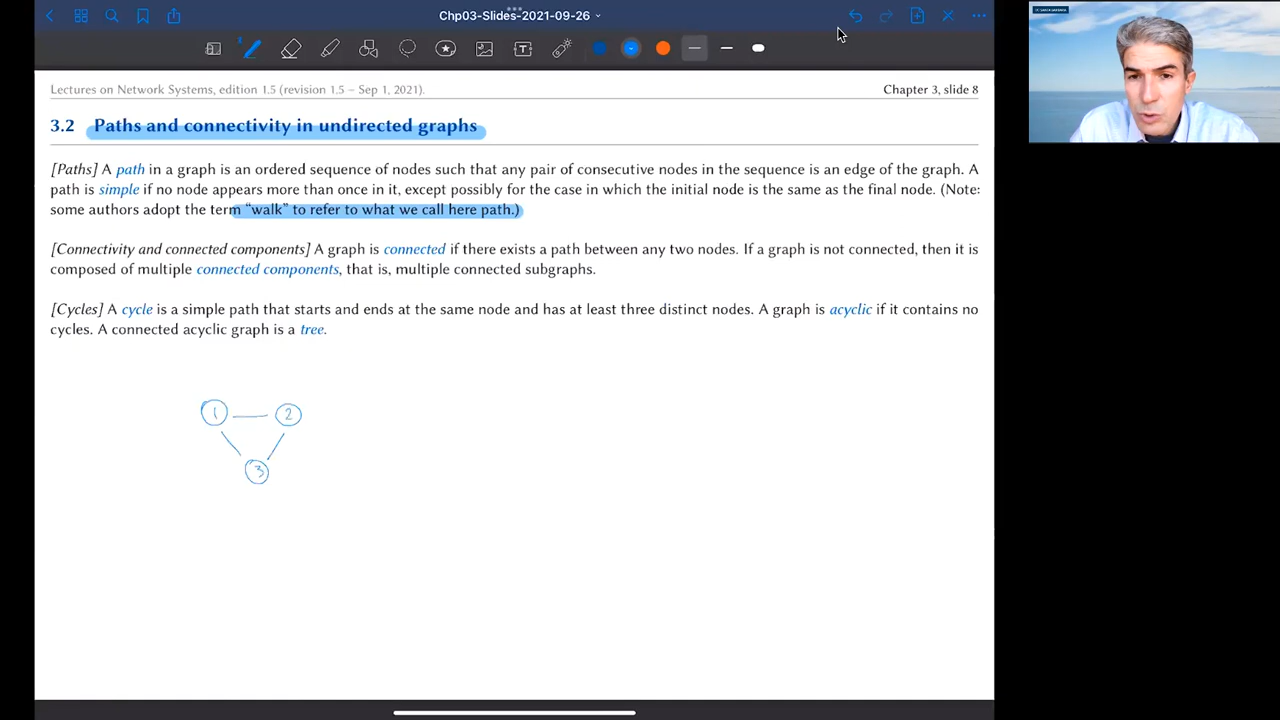 Chp03-Slides-2021-09-26
Lectures on Network Systems, edition 1.5 (revision 1.5 – Sep 1, 2021).
Chapter 3, slide 8
3.2 Paths and connectivity in undirected graphs
[Paths] A path in a graph is an ordered sequence of nodes such that any pair of consecutive nodes in the sequence is an edge of the graph. A
path is simple if no node appears more than once in it, except possibly for the case in which the initial node is the same as the final node. (Note:
some authors adopt the term “walk” to refer to what we call here path.)
[Connectivity and connected components] A graph is connected if there exists a path between any two nodes. If a graph is not connected, then it is
composed of multiple connected components, that is, multiple connected subgraphs.
[Cycles] A cycle is a simple path that starts and ends at the same node and has at least three distinct nodes. A graph is acyclic if it contains no
cycles. A connected acyclic graph is a tree.
1
2
3